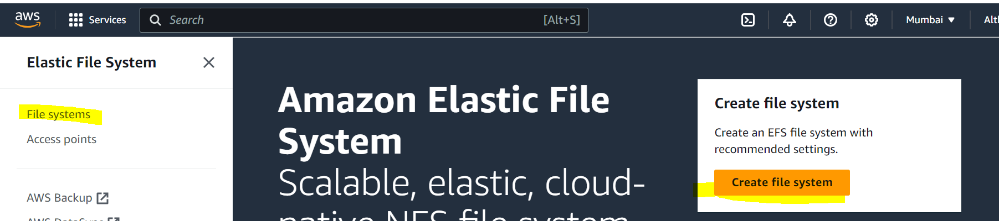 aws
Services
Search
[Alt+S]
Mumbai
Alt
Elastic File System
File systems
Access points
AWS Backup
AWS DataSync
Amazon Elastic File
System
Scalable, elastic, cloud-
native NFS file system
Create file system
Create an EFS file system with
recommended settings.
Create file system